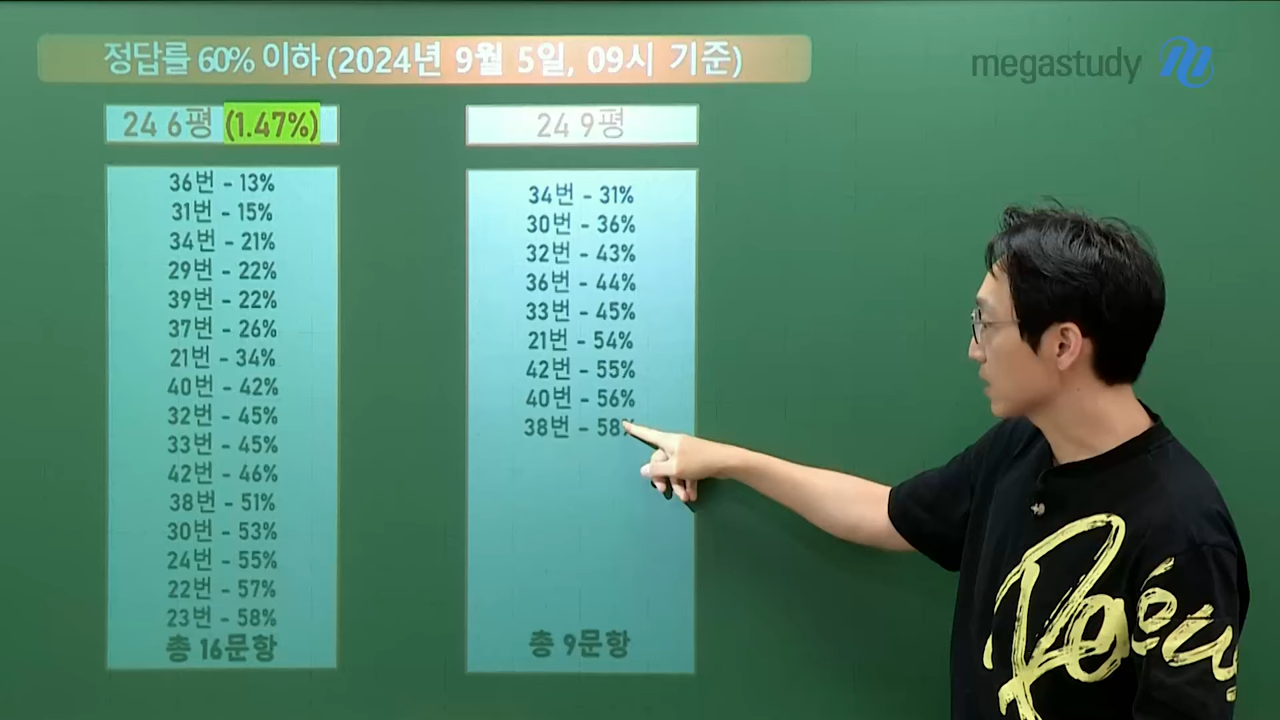 정답률 60% 이하 (2024년 9월 5일, 09시 기준)
megastudy
24 6평 (1.47%)
36번 - 13%
31번 - 15%
34번 - 21%
29번 - 22%
39번 - 22%
37번 - 26%
21번 - 34%
40번 - 42%
32번 - 45%
33번 - 45%
42번 - 46%
38번 - 51%
30번 - 53%
24번 - 55%
22번 - 57%
23번 - 58%
총 16문항
24 9평
34번 - 31%
30번 - 36%
32번 - 43%
36번 - 44%
33번 - 45%
21번 - 54%
42번 - 55%
40번 - 56%
38번 - 58%
총 9문항